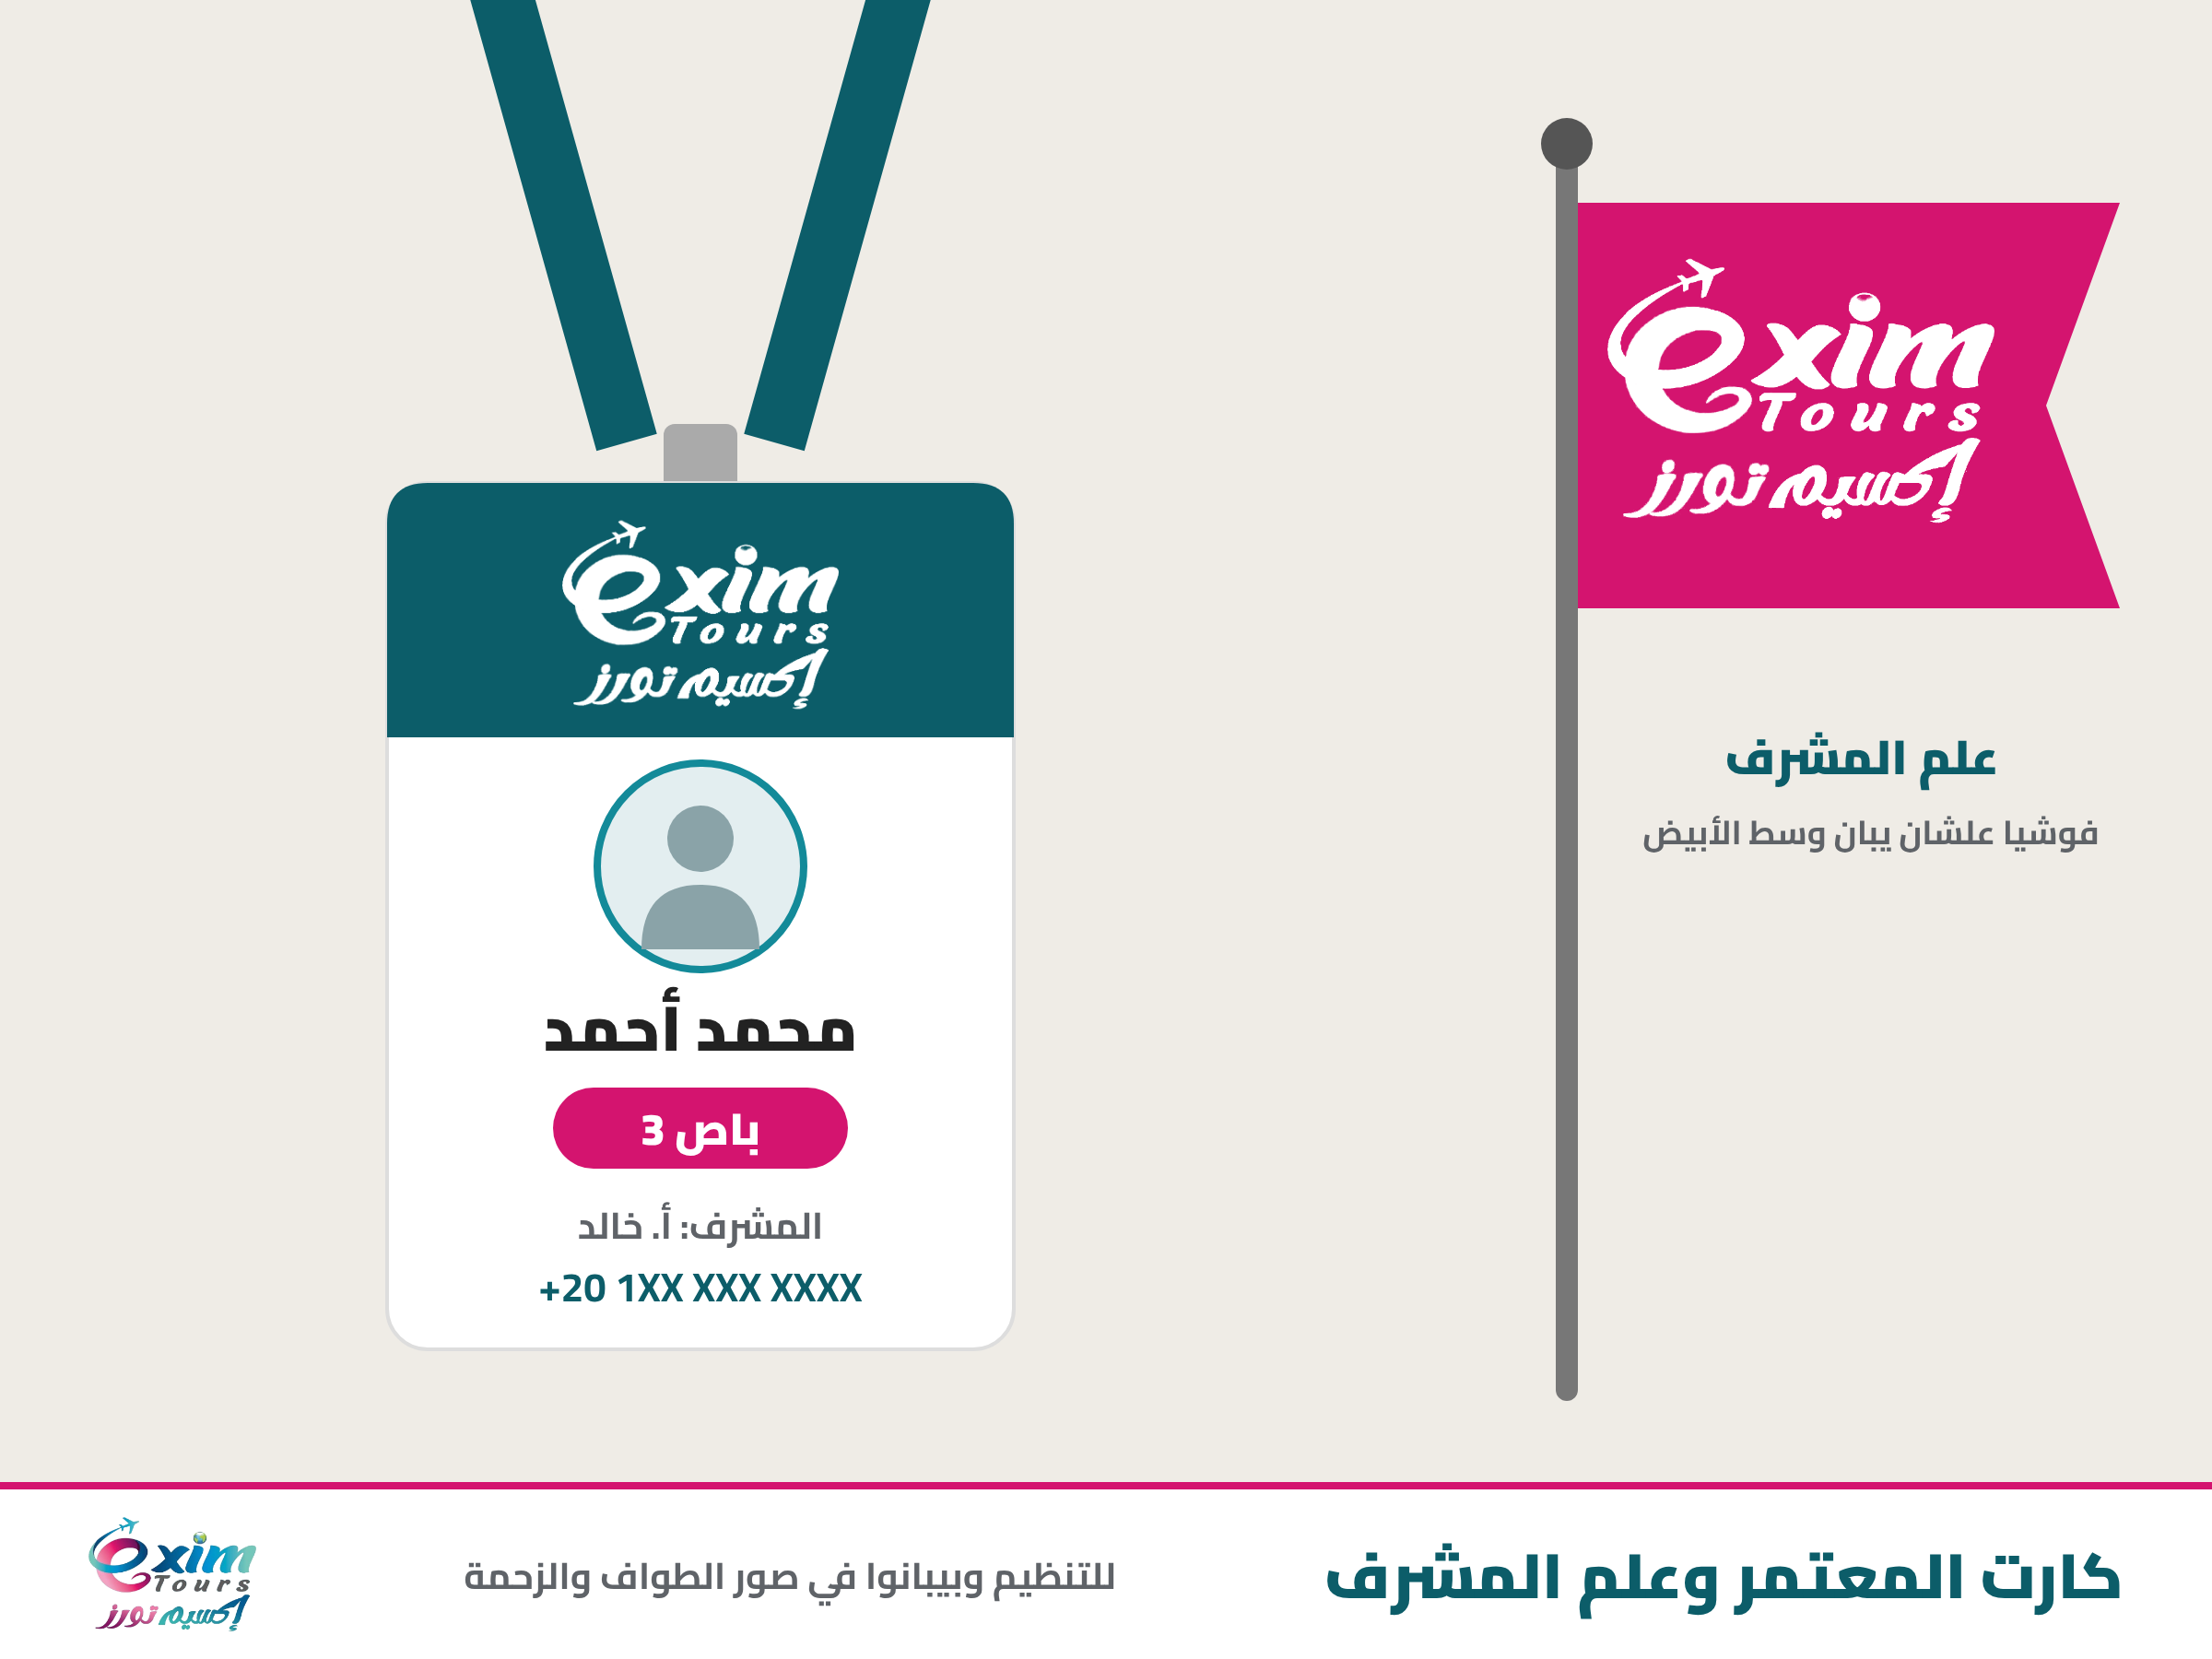 exim
Tours
إكسيم تورز
محمد أحمد
باص 3
المشرف: أ. خالد
+20 1XX XXX XXXX
exim
Tours
إكسيم تورز
علم المشرف
فوشيا علشان يبان وسط الأبيض
كارت المعتمر وعلم المشرف
للتنظيم وبيبانوا في صور الطواف والزحمة
exim
Tours
إكسيم تورز